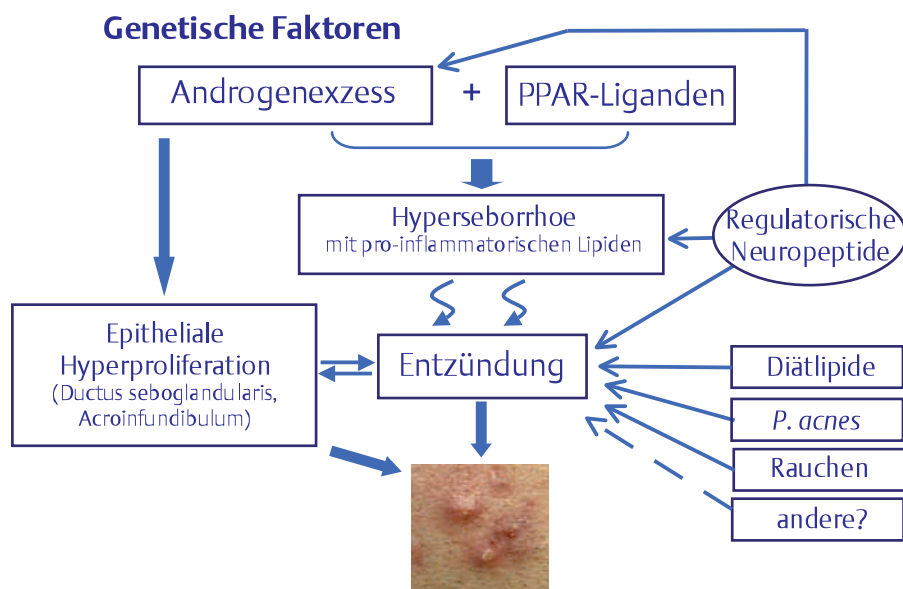 Genetische Faktoren
Androgenexzess
+
PPAR-Liganden
Hyperseborrhoe
mit pro-inflammatorischen Lipiden
Regulatorische
Neuropeptide
Epitheliale
Hyperproliferation
(Ductus seboglandularis,
Acroinfundibulum)
Entzündung
Diätlipide
P. acnes
Rauchen
andere?